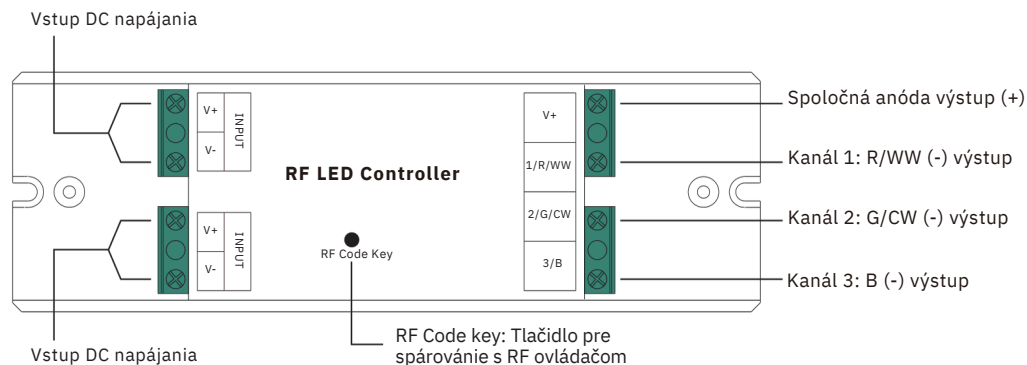 Vstup DC napájania
V+
V-
INPUT
V+
V-
INPUT
RF LED Controller
RF Code Key
V+
1/R/WW
2/G/CW
3/B
Spoločná anóda výstup (+)
Kanál 1: R/WW (-) výstup
Kanál 2: G/CW (-) výstup
Kanál 3: B (-) výstup
Vstup DC napájania
RF Code key: Tlačidlo pre
spárovánie s RF ovládačom